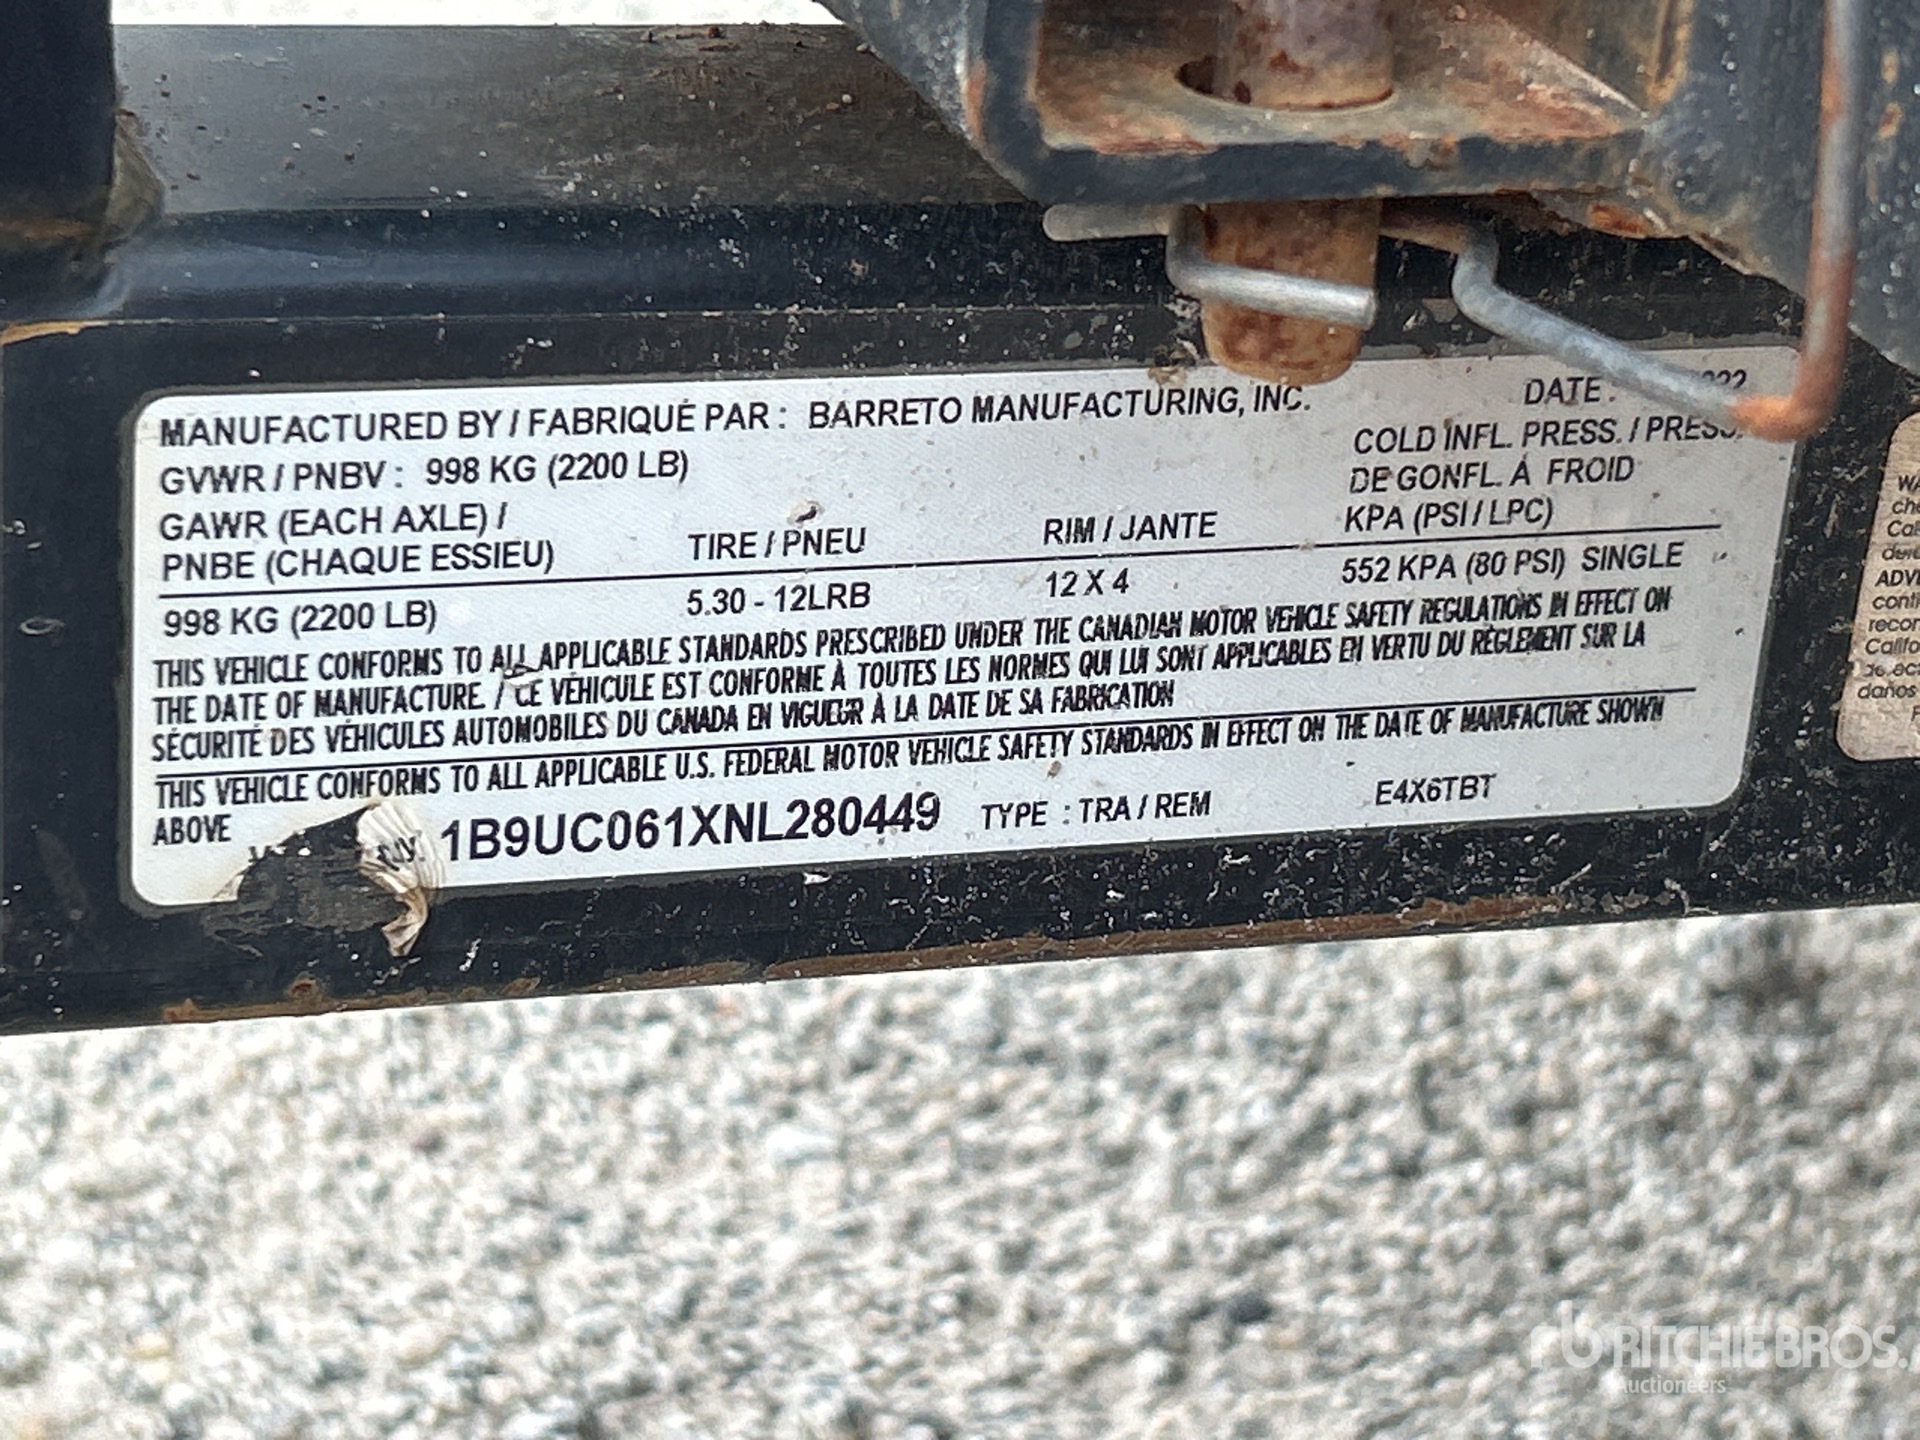 MANUFACTURED BY / FABRIQUÉ PAR : BARRETO MANUFACTURING, INC.
DATE
GVWR / PNBV : 998 KG (2200 LB)
COLD INFL. PRESS. / PRESS.
DE GONFL. À FROID
KPA (PSI / LPC)
GAWR (EACH AXLE) /
PNBE (CHAQUE ESSIEU)
TIRE / PNEU
RIM / JANTE
998 KG (2200 LB)
5.30 - 12LRB
12 X 4
552 KPA (80 PSI) SINGLE
THIS VEHICLE CONFORMS TO ALL APPLICABLE STANDARDS PRESCRIBED UNDER THE CANADIAN MOTOR VEHICLE SAFETY REGULATIONS IN EFFECT ON
THE DATE OF MANUFACTURE. / CE VÉHICULE EST CONFORME À TOUTES LES NORMES QUI LUI SONT APPLICABLES EN VERTU DU RÈGLEMENT SUR LA
SÉCURITÉ DES VÉHICULES AUTOMOBILES DU CANADA EN VIGUEUR À LA DATE DE SA FABRICATION
THIS VEHICLE CONFORMS TO ALL APPLICABLE U.S. FEDERAL MOTOR VEHICLE SAFETY STANDARDS IN EFFECT ON THE DATE OF MANUFACTURE SHOWN
ABOVE
1B9UC061XNL280449 TYPE : TRA / REM E4X6TBT
ADVE
rb RITCHIE BROS.
Auctioneers